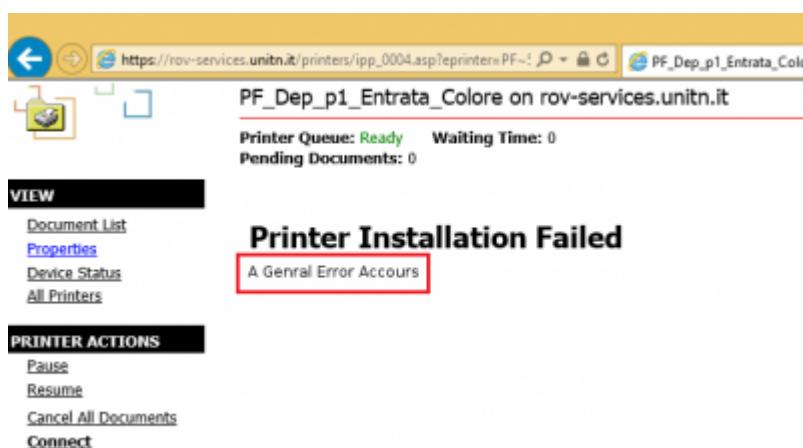 https://rov-services.unitn.it/printers/ipp_0004.asp?eprinter=PF~!
PF_Dep_p1_Entrata_Colo
PF_Dep_p1_Entrata_Colore on rov-services.unitn.it
Printer Queue: Ready Waiting Time: 0
Pending Documents: 0
VIEW
Document List
Properties
Device Status
All Printers
Printer Installation Failed
A Genral Error Accours
PRINTER ACTIONS
Pause
Resume
Cancel All Documents
Connect